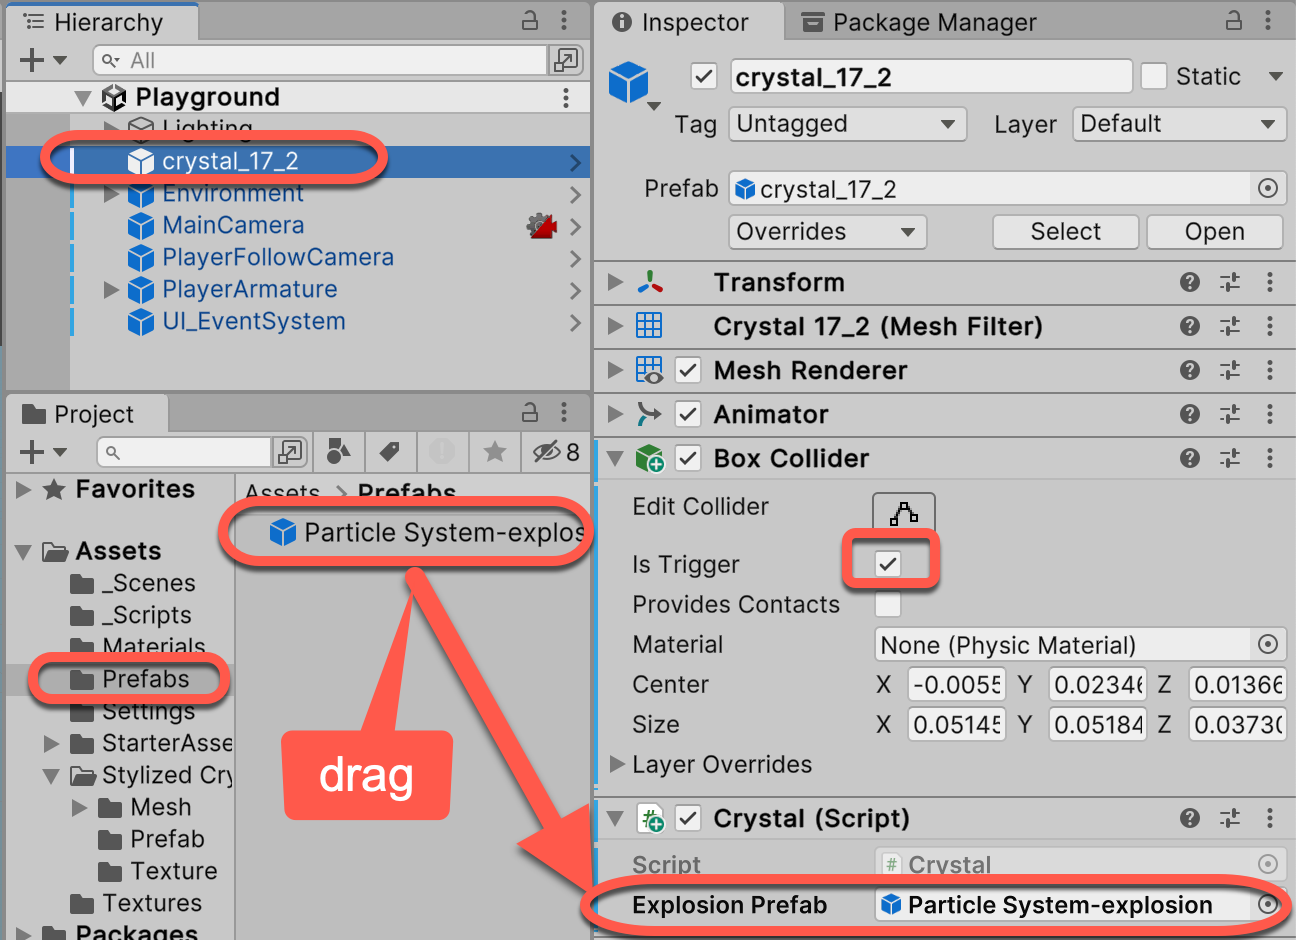 Hierarchy
All
Playground
Lighting
crystal_17_2
Environment
MainCamera
PlayerFollowCamera
PlayerArmature
UI_EventSystem
Project
8
Favorites
Assets
_Scenes
_Scripts
Materials
Prefabs
Settings
StarterAsse
Stylized Cry
Mesh
Prefab
Texture
Textures
Packages
Assets > Prefabs
Particle System-explos
drag
Inspector
Package Manager
crystal_17_2
Static
Tag Untagged Layer Default
Prefab crystal_17_2
Overrides Select Open
Transform
Crystal 17_2 (Mesh Filter)
Mesh Renderer
Animator
Box Collider
Edit Collider
Is Trigger
Provides Contacts
Material None (Physic Material)
Center X -0.0055 Y 0.02346 Z 0.01366
Size X 0.05145 Y 0.05184 Z 0.03730
Layer Overrides
Crystal (Script)
Script # Crystal
Explosion Prefab Particle System-explosion